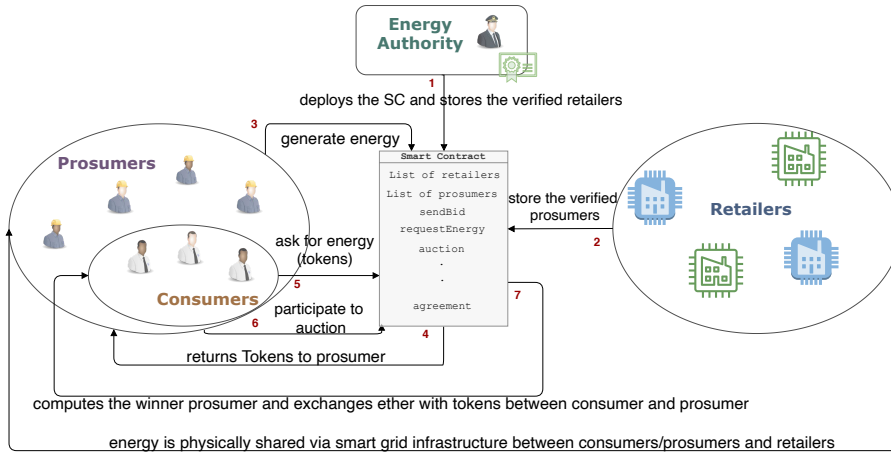 Energy
Authority
1
deploys the SC and stores the verified retailers
3
generate energy
Prosumers
Smart Contract
List of retailers
List of prosumers
sendBid
requestEnergy
auction
.
.
agreement
store the verified
prosumers
2
Retailers
ask for energy
(tokens)
5
Consumers
6
participate to
auction
7
4
returns Tokens to prosumer
computes the winner prosumer and exchanges ether with tokens between consumer and prosumer
energy is physically shared via smart grid infrastructure between consumers/prosumers and retailers